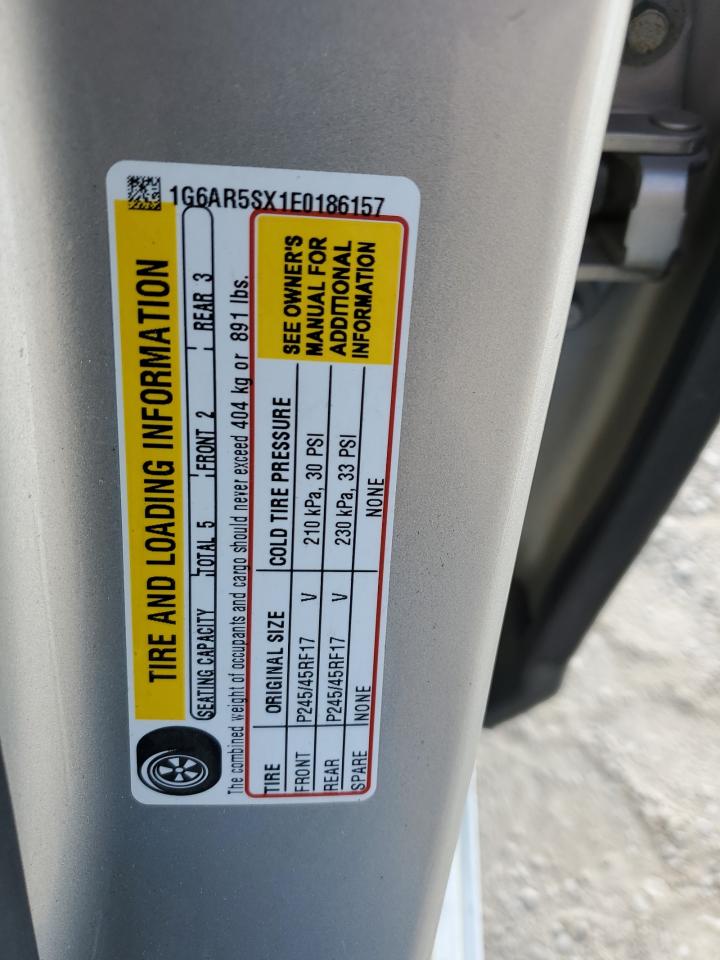 1G6AR5SX1E0186157
TIRE AND LOADING INFORMATION
SEATING CAPACITY TOTAL 5 FRONT 2 REAR 3
The combined weight of occupants and cargo should never exceed 404 kg or 891 lbs.
TIRE ORIGINAL SIZE COLD TIRE PRESSURE
FRONT P245/45RF17 V 210 kPa, 30 PSI
REAR P245/45RF17 V 230 kPa, 33 PSI
SPARE NONE NONE
SEE OWNER'S
MANUAL FOR
ADDITIONAL
INFORMATION